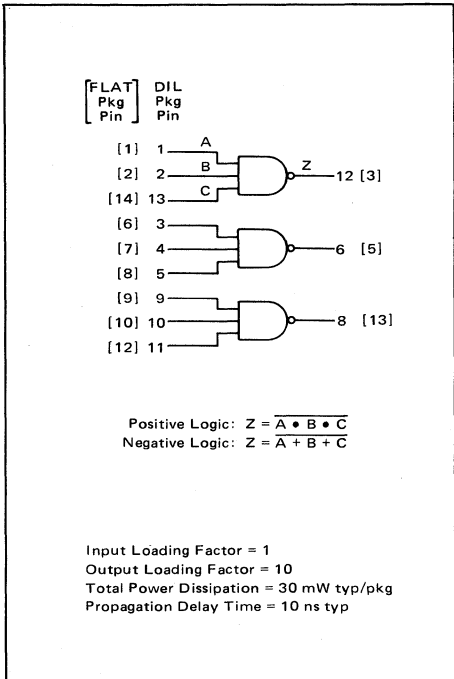 [FLAT] DIL
[Pkg] Pkg
[Pin] Pin
[1] 1 A
[2] 2 B Z 12 [3]
[14] 13 C
[6] 3
[7] 4 6 [5]
[8] 5
[9] 9
[10] 10 8 [13]
[12] 11
Positive Logic: Z = A • B • C
Negative Logic: Z = A + B + C
Input Loading Factor = 1
Output Loading Factor = 10
Total Power Dissipation = 30 mW typ/pkg
Propagation Delay Time = 10 ns typ